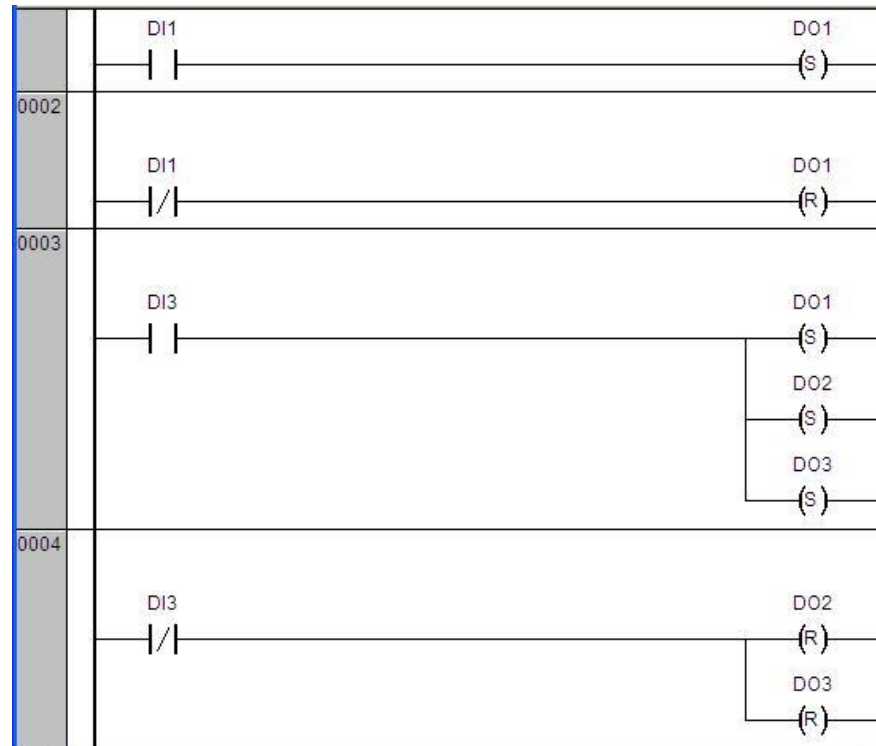 DI1 DO1
(S)
0002
DI1 DO1
(R)
0003
DI3 DO1
(S)
DO2
(S)
DO3
(S)
0004
DI3 DO2
(R)
DO3
(R)